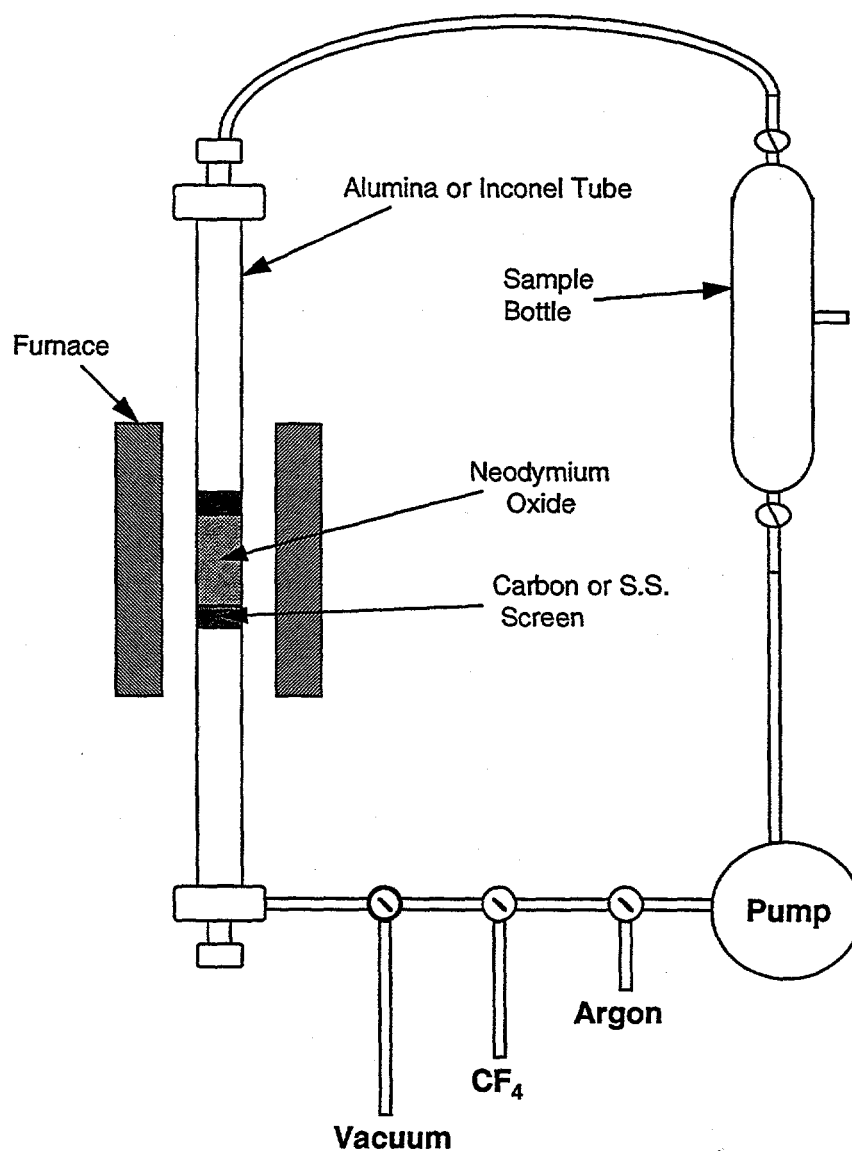 Alumina or Inconel Tube
Sample
Bottle
Furnace
Neodymium
Oxide
Carbon or S.S.
Screen
Pump
Argon
CF₄
Vacuum